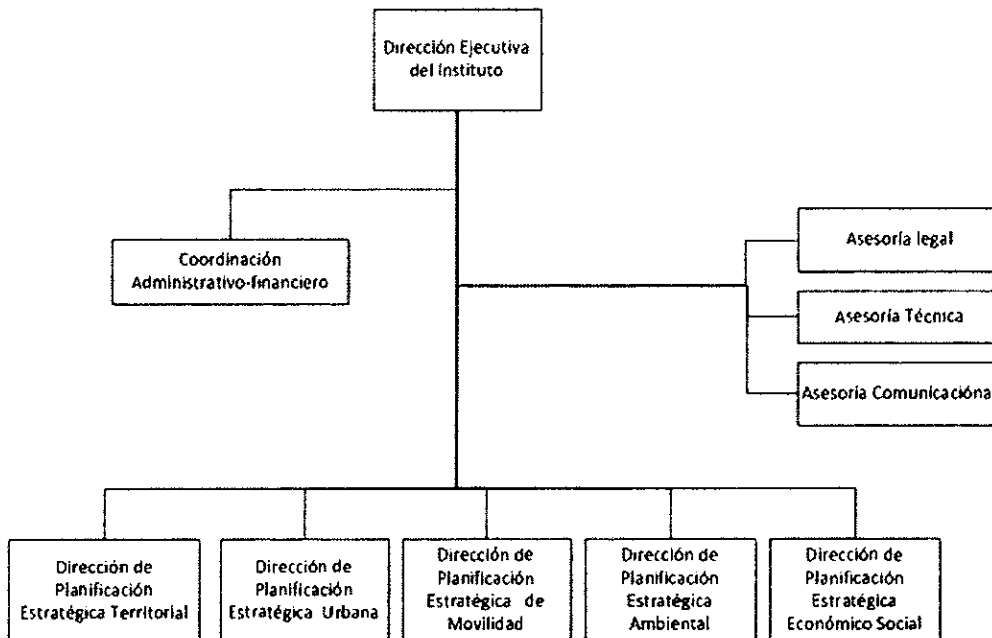 Dirección Ejecutiva
del Instituto
Coordinación
Administrativo-financiero
Asesoría legal
Asesoría Técnica
Asesoría Comunicacióna
Dirección de
Planificación
Estratégica Territorial
Dirección de
Planificación
Estratégica Urbana
Dirección de
Planificación
Estratégica de
Movilidad
Dirección de
Planificación
Estratégica
Ambiental
Dirección de
Planificación
Estratégica
Económico Social